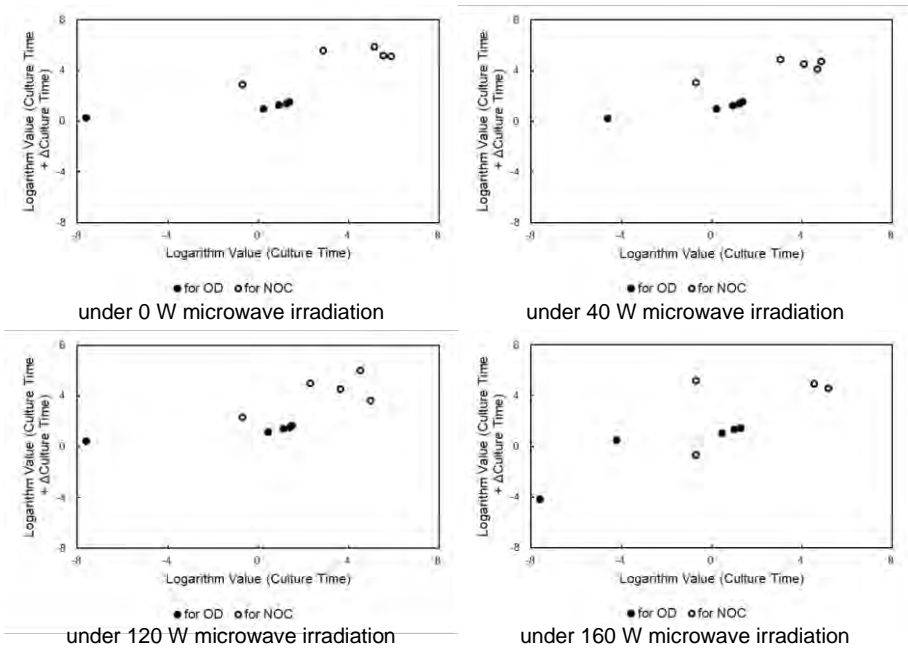 8
4
0
-4
-8
-8
-4
0
4
8
Logarithm Value (Culture Time
+ ΔCulture Time)
Logarithm Value (Culture Time)
● for OD ○ for NOC
under 0 W microwave irradiation
8
4
0
-4
-8
-8
-4
0
4
8
Logarithm Value (Culture Time
+ ΔCulture Time)
Logarithm Value (Culture Time)
● for OD ○ for NOC
under 40 W microwave irradiation
8
4
0
-4
-8
-8
-4
0
4
8
Logarithm Value (Culture Time
+ ΔCulture Time)
Logarithm Value (Culture Time)
● for OD ○ for NOC
under 120 W microwave irradiation
8
4
0
-4
-8
-8
-4
0
4
8
Logarithm Value (Culture Time
+ ΔCulture Time)
Logarithm Value (Culture Time)
● for OD ○ for NOC
under 160 W microwave irradiation